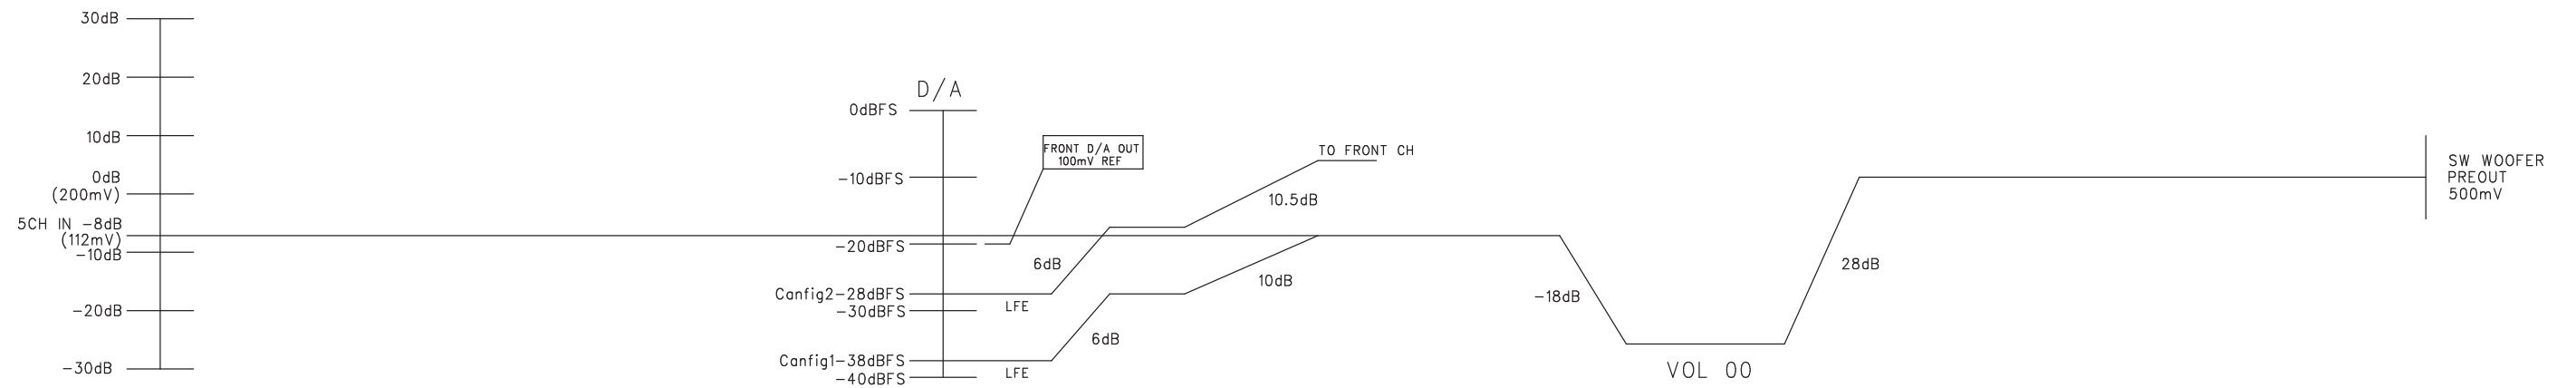 30dB
20dB
10dB
0dB
(200mV)
5CH IN -8dB
(112mV)
-10dB
-20dB
-30dB
D/A
0dBFS
-10dBFS
-20dBFS
Canfig2-28dBFS
-30dBFS
Canfig1-38dBFS
-40dBFS
FRONT D/A OUT
100mV REF
TO FRONT CH
10.5dB
6dB
LFE
10dB
6dB
LFE
-18dB
VOL 00
28dB
SW WOOFER
PREOUT
500mV